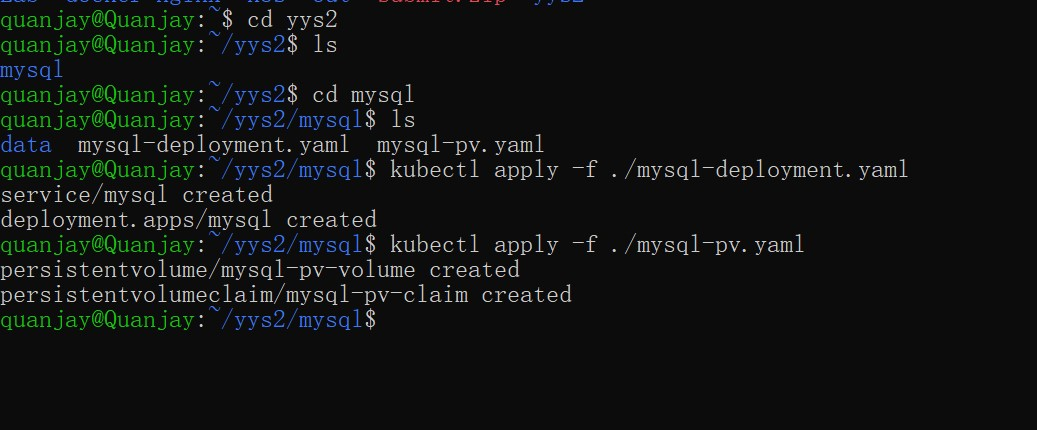 quanjay@Quanjay:~$ cd yys2
quanjay@Quanjay:~/yys2$ ls
mysql
quanjay@Quanjay:~/yys2$ cd mysql
quanjay@Quanjay:~/yys2/mysql$ ls
data  mysql-deployment.yaml  mysql-pv.yaml
quanjay@Quanjay:~/yys2/mysql$ kubectl apply -f ./mysql-deployment.yaml
service/mysql created
deployment.apps/mysql created
quanjay@Quanjay:~/yys2/mysql$ kubectl apply -f ./mysql-pv.yaml
persistentvolume/mysql-pv-volume created
persistentvolumeclaim/mysql-pv-claim created
quanjay@Quanjay:~/yys2/mysql$